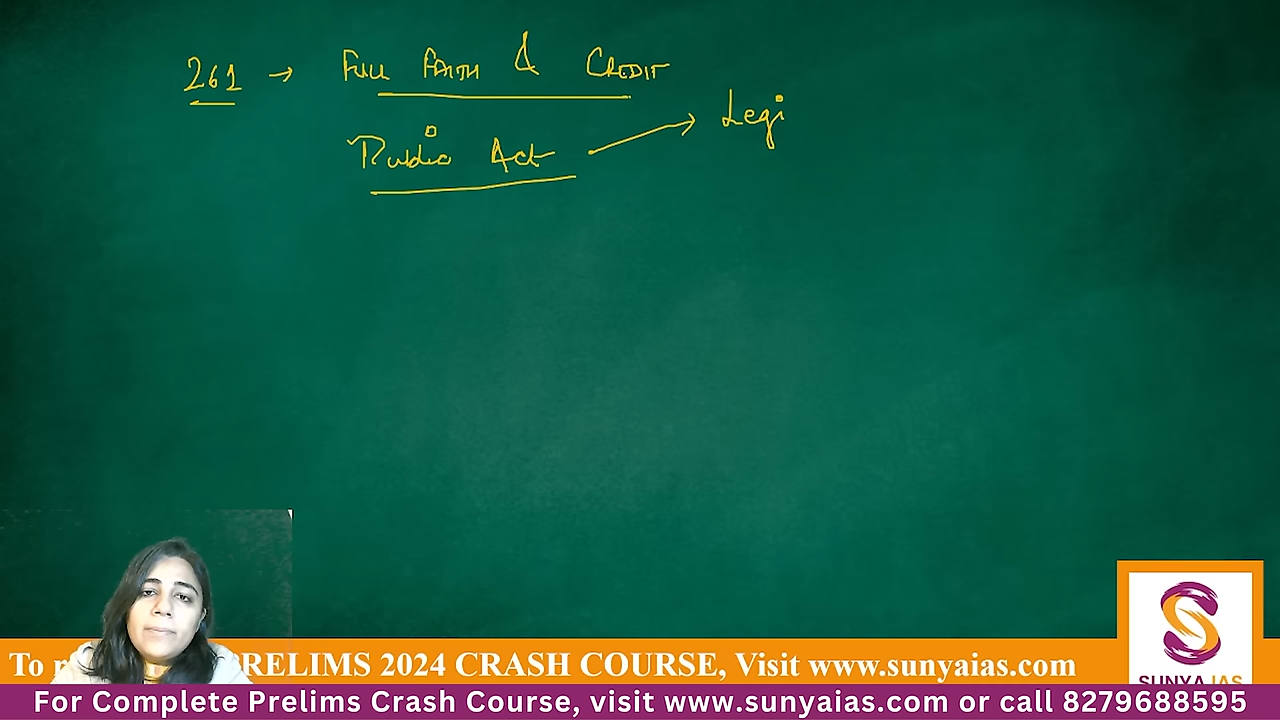 261 → FULL FAITH & CREDIT
Public Act → Legi
To RELIMS 2024 CRASH COURSE, Visit www.sunyaias.com
SUNYA IAS
For Complete Prelims Crash Course, visit www.sunyaias.com or call 8279688595